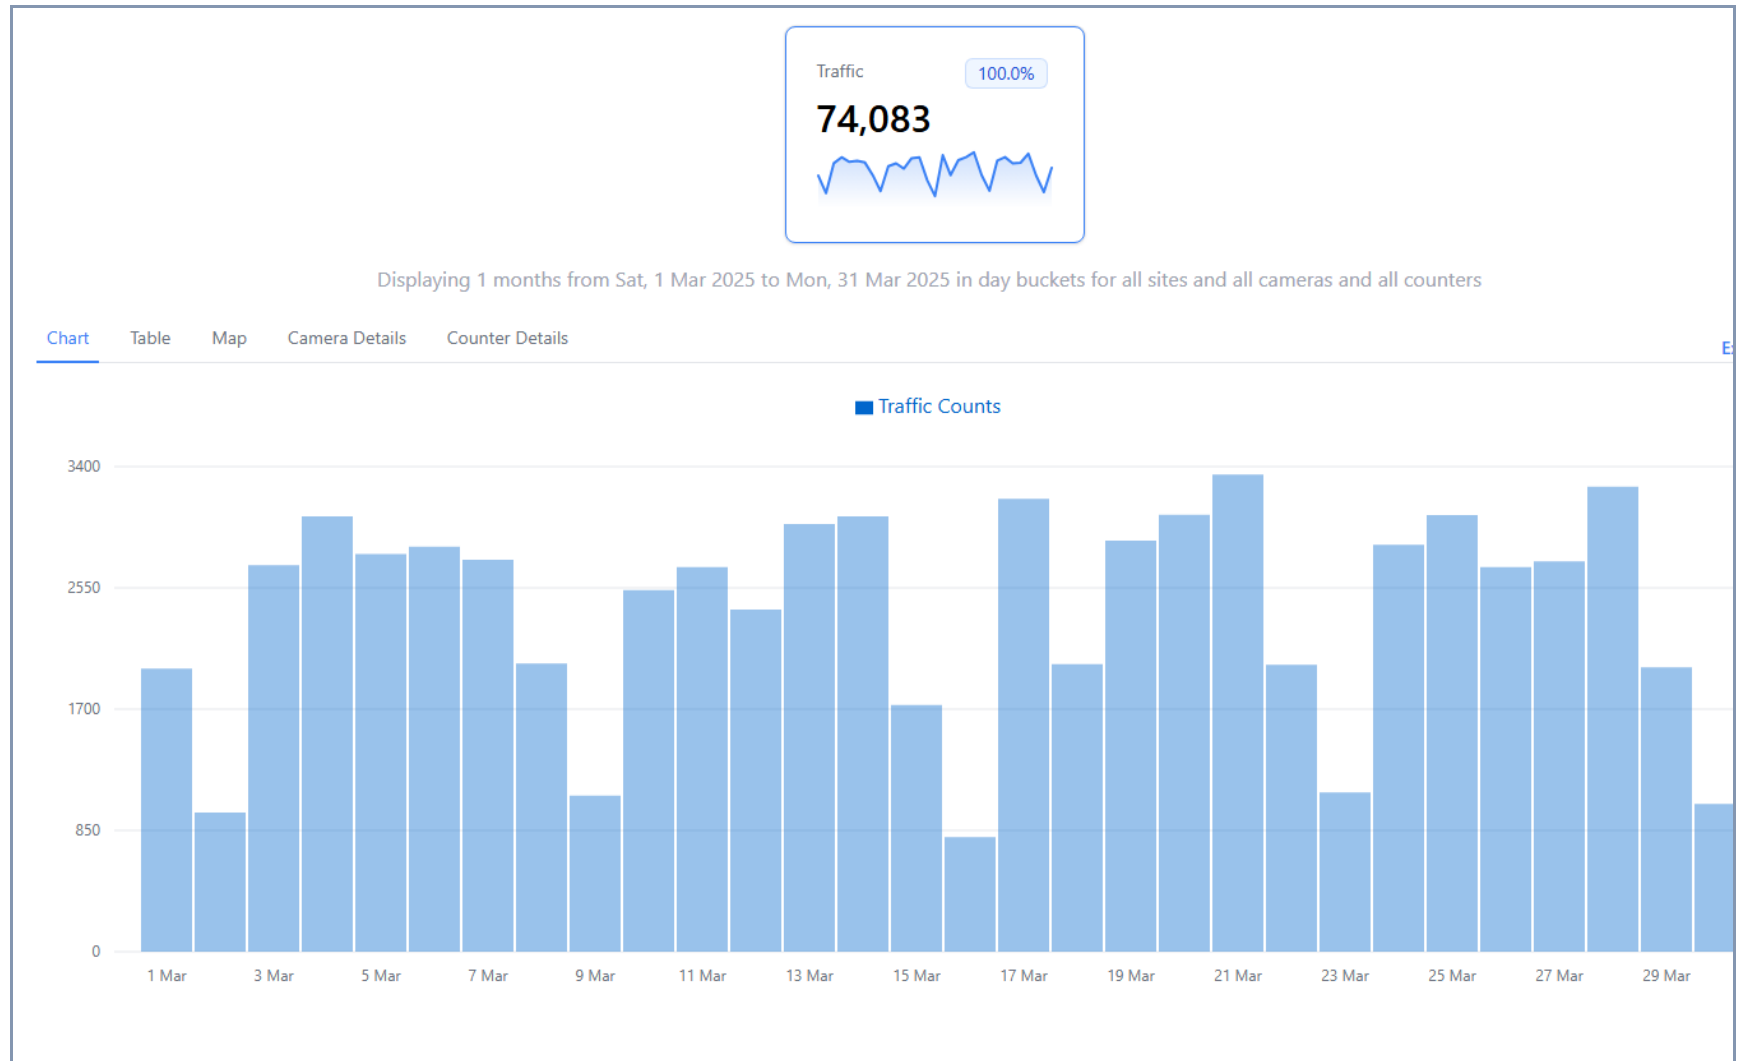 Traffic 100.0%
74,083
Displaying 1 months from Sat, 1 Mar 2025 to Mon, 31 Mar 2025 in day buckets for all sites and all cameras and all counters
Chart Table Map Camera Details Counter Details
Traffic Counts
3400
2550
1700
850
0
1 Mar 3 Mar 5 Mar 7 Mar 9 Mar 11 Mar 13 Mar 15 Mar 17 Mar 19 Mar 21 Mar 23 Mar 25 Mar 27 Mar 29 Mar